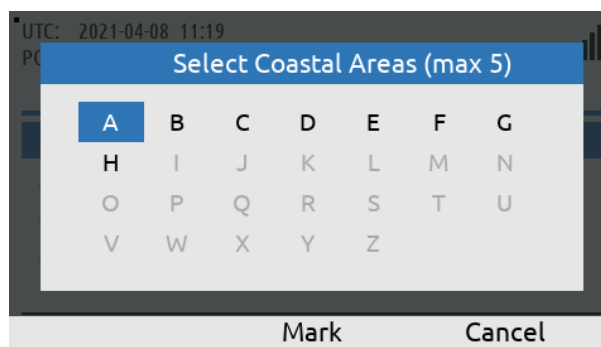 UTC: 2021-04-08 11:19
PO
Select Coastal Areas (max 5)
A B C D E F G
H I J K L M N
O P Q R S T U
V W X Y Z
Mark Cancel